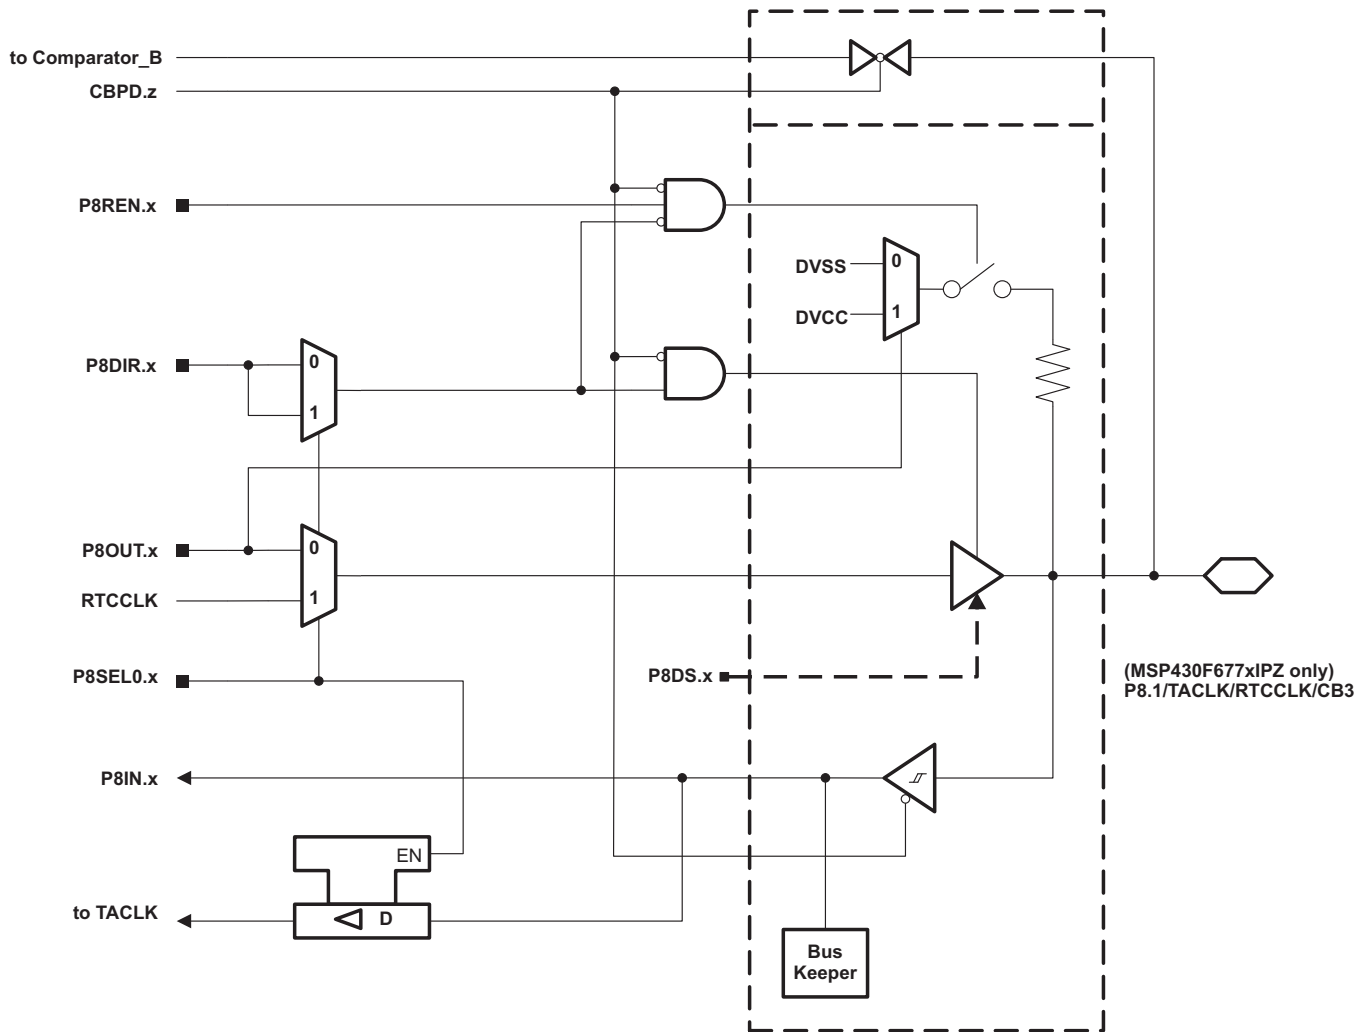 to Comparator_B
CBPD.z
P8REN.x
DVSS
0
DVCC
1
P8DIR.x
0
1
P8OUT.x
0
RTCCLK
1
P8SEL0.x
P8DS.x
(MSP430F677xIPZ only)
P8.1/TACLK/RTCCLK/CB3
P8IN.x
EN
to TACLK
D
Bus
Keeper